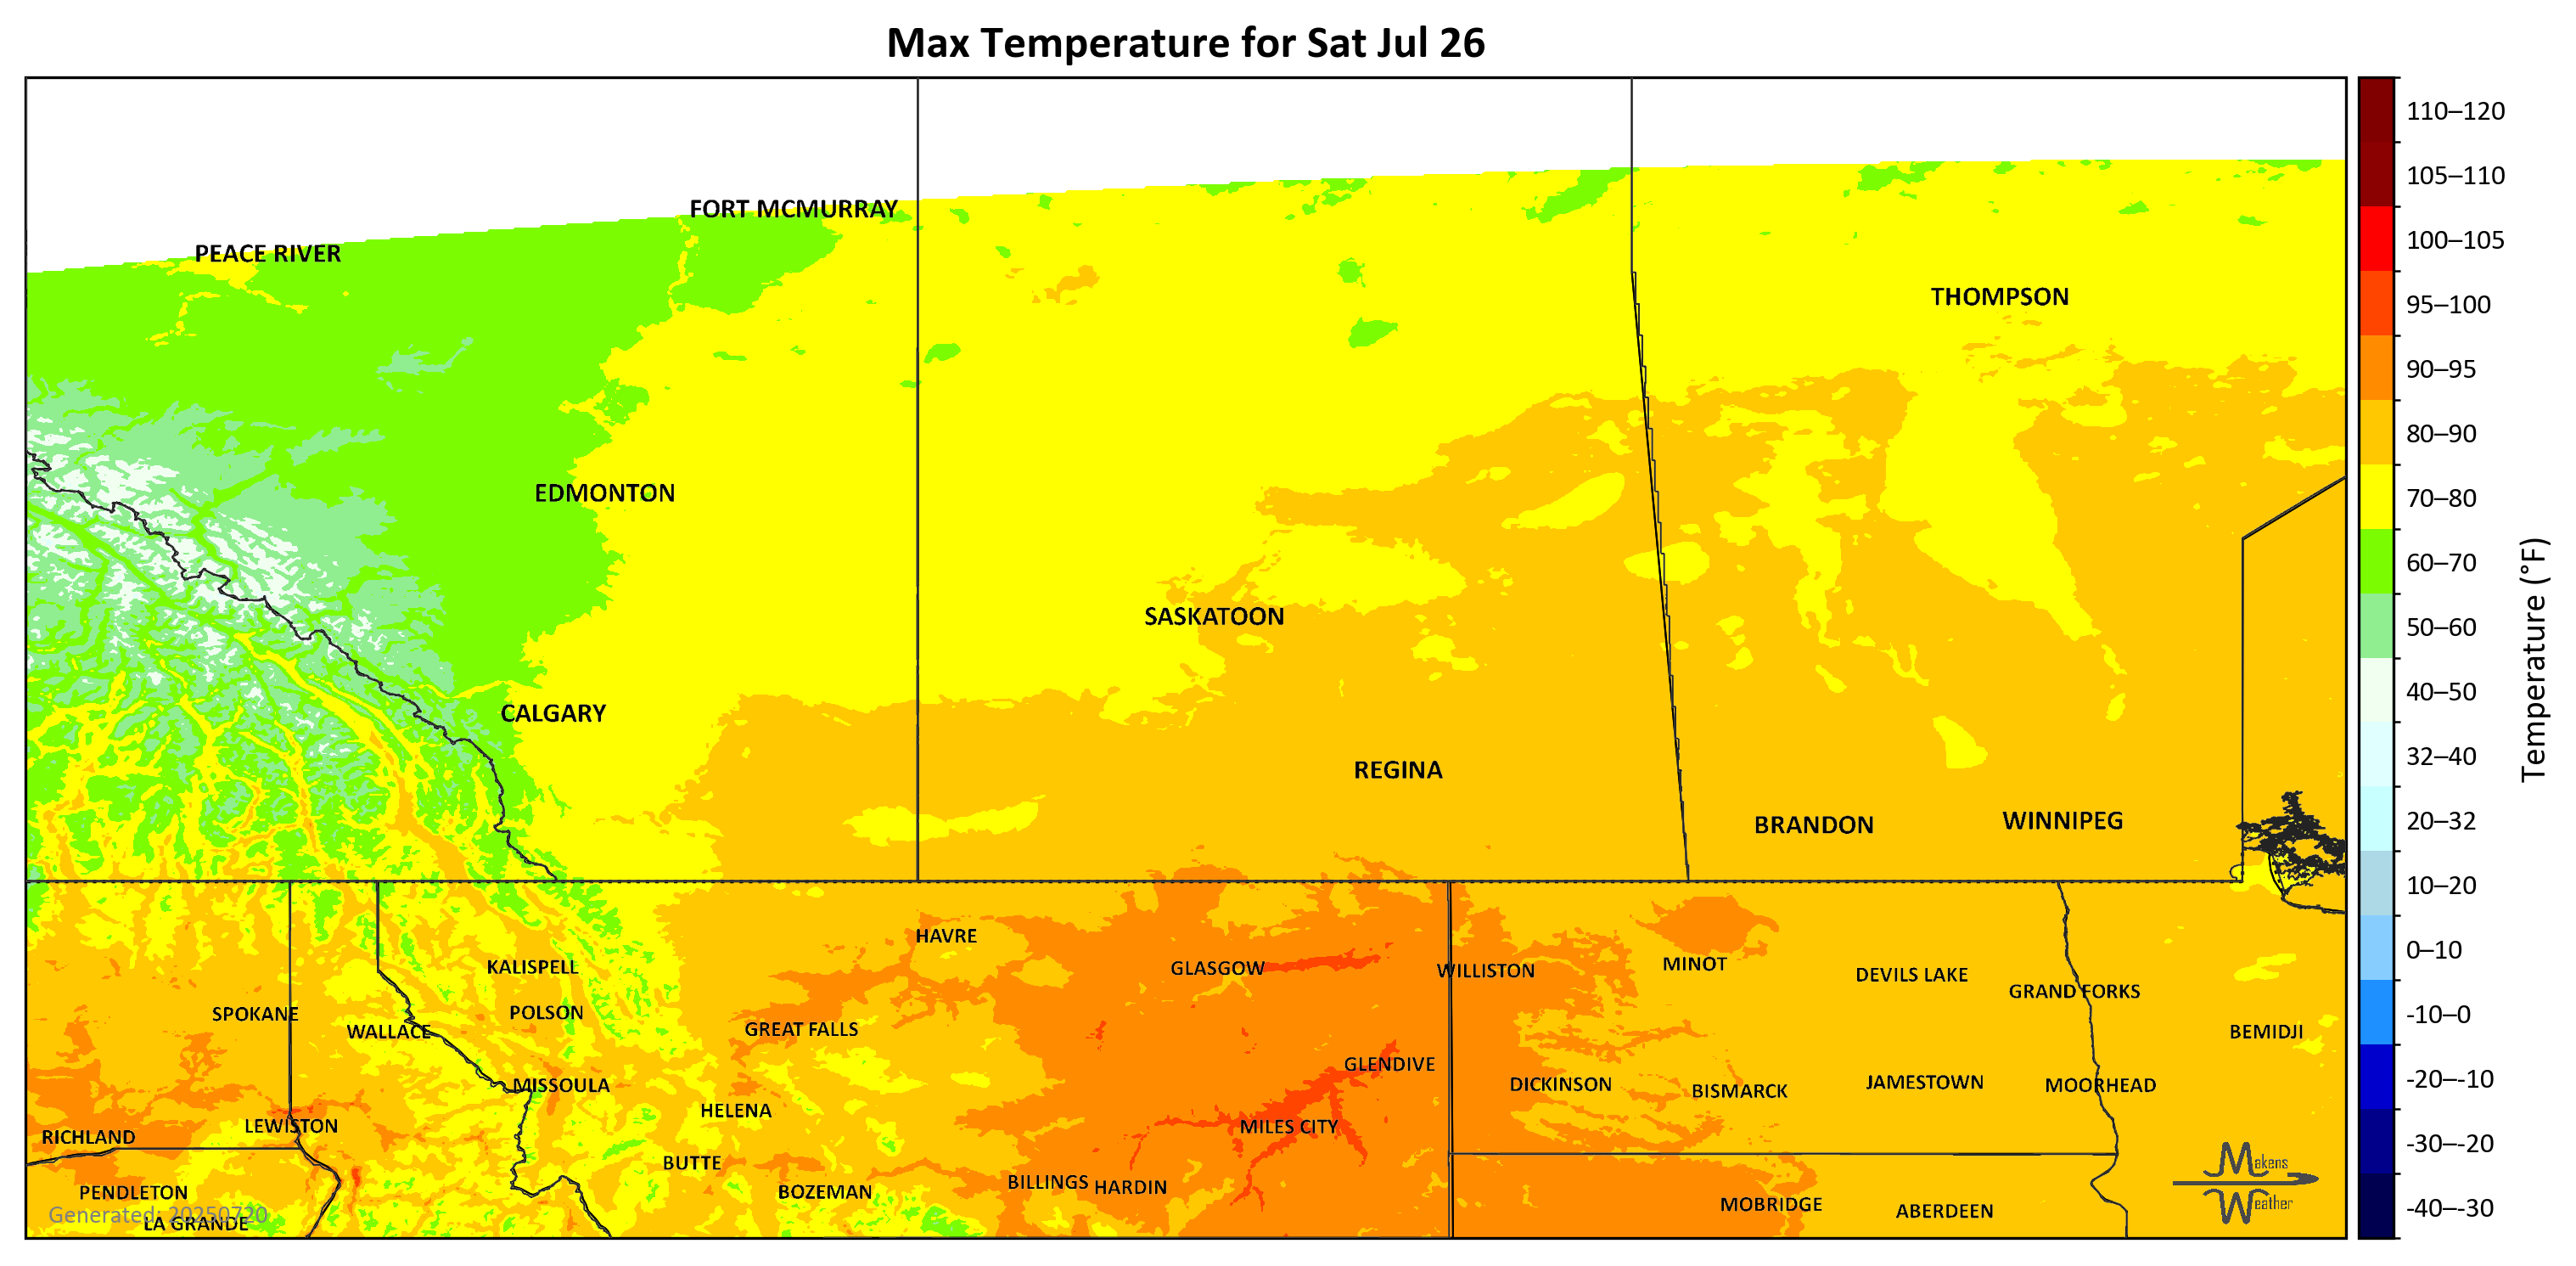 Max Temperature for Sat Jul 26
110–120
105–110
100–105
95–100
90–95
80–90
70–80
60–70
50–60
40–50
32–40
20–32
10–20
0–10
-10–0
-20–-10
-30–-20
-40–-30
Temperature (°F)
FORT MCMURRAY
PEACE RIVER
THOMPSON
EDMONTON
SASKATOON
CALGARY
REGINA
BRANDON
WINNIPEG
HAVRE
KALISPELL
GLASGOW
WILLISTON
MINOT
DEVILS LAKE
GRAND FORKS
SPOKANE
POLSON
WALLACE
GREAT FALLS
BEMIDJI
GLENDIVE
MISSOULA
DICKINSON
BISMARCK
JAMESTOWN
MOORHEAD
HELENA
LEWISTON
MILES CITY
RICHLAND
BUTTE
BILLINGS
HARDIN
PENDLETON
BOZEMAN
MOBRIDGE
ABERDEEN
Generated: 20250720
LA GRANDE
Makens
Weather